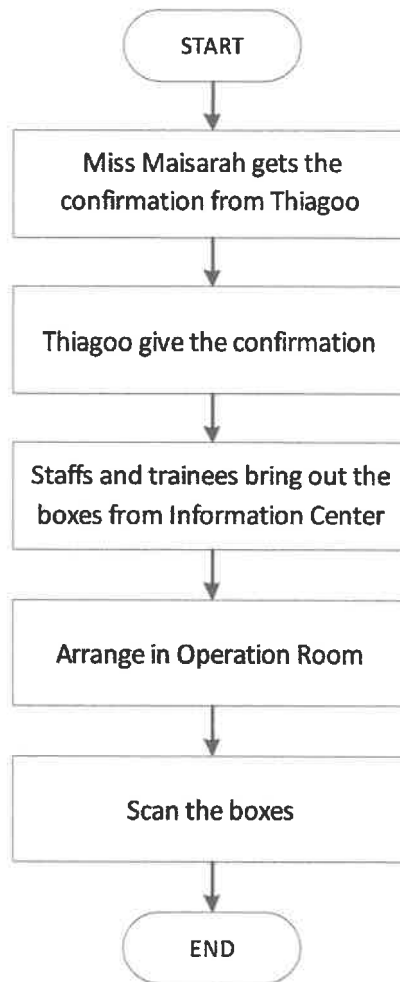 START
Miss Maisarah gets the
confirmation from Thiagoo
Thiagoo give the confirmation
Staffs and trainees bring out the
boxes from Information Center
Arrange in Operation Room
Scan the boxes
END